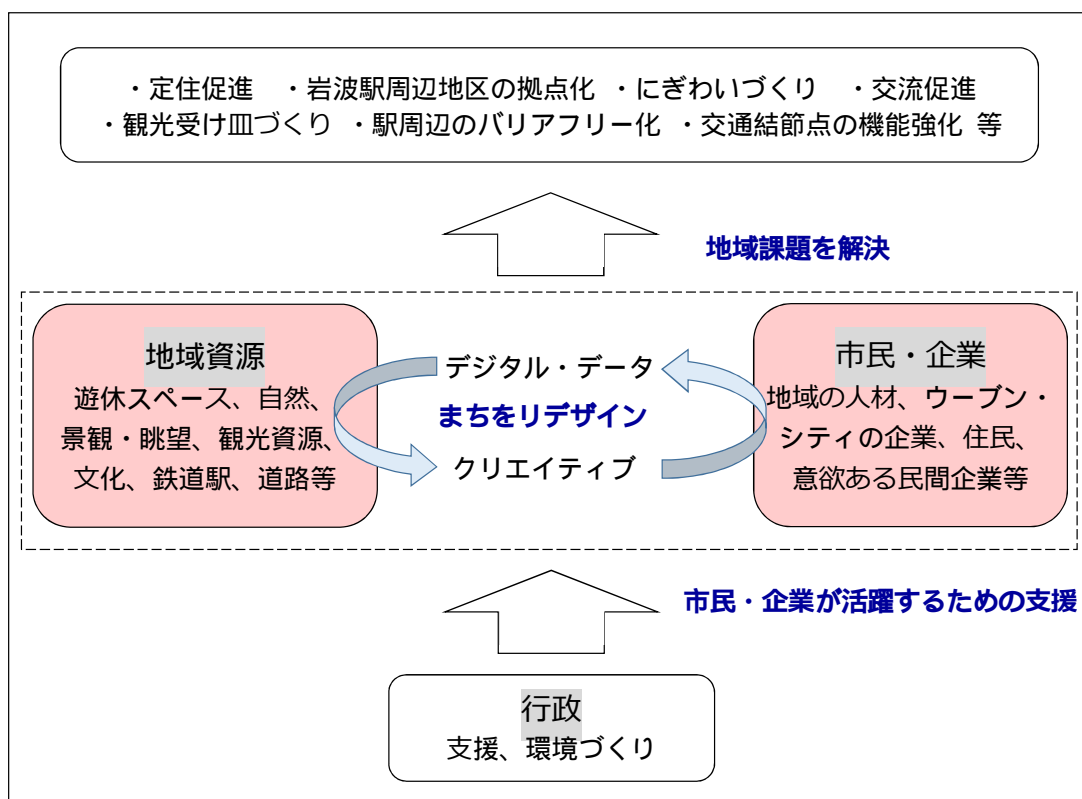 ・定住促進　・岩波駅周辺地区の拠点化　・にぎわいづくり　・交流促進
・観光受け皿づくり　・駅周辺のバリアフリー化　・交通結節点の機能強化 等
地域課題を解決
地域資源
遊休スペース、自然、
景観・眺望、観光資源、
文化、鉄道駅、道路等
デジタル・データ
まちをリデザイン
クリエイティブ
市民・企業
地域の人材、ウーブン・
シティの企業、住民、
意欲ある民間企業等
市民・企業が活躍するための支援
行政
支援、環境づくり